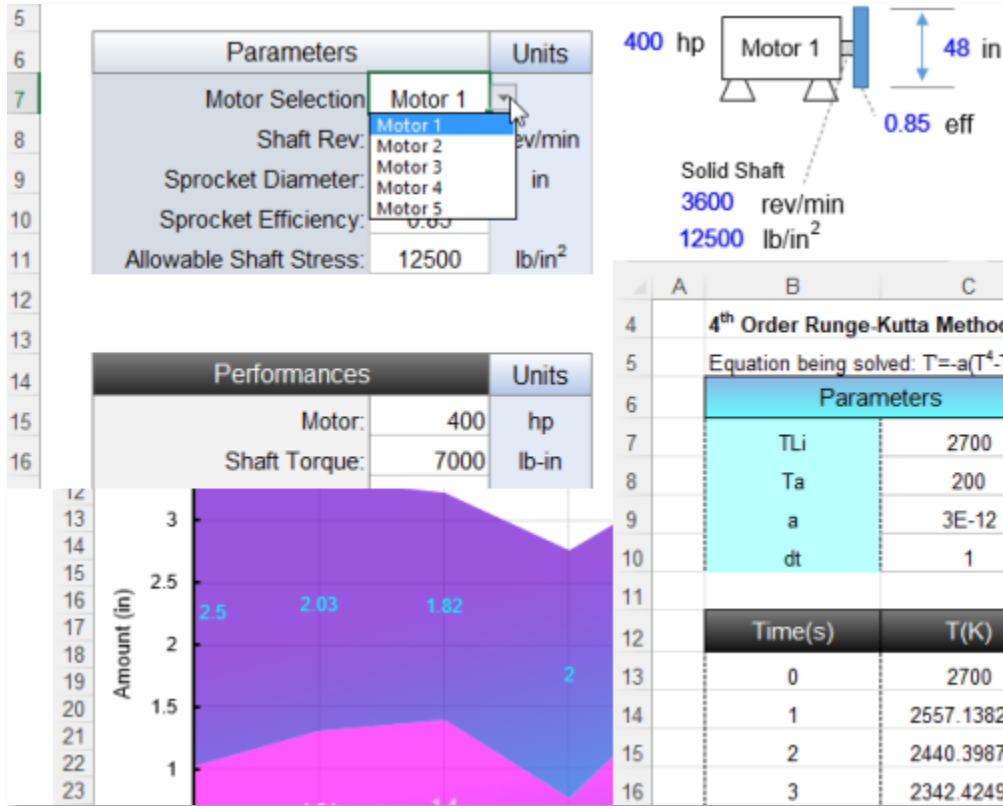 5
6 Parameters Units
7 Motor Selection Motor 1
Motor 1
8 Shaft Rev: Motor 2 ev/min
Motor 3
9 Sprocket Diameter: Motor 4 in
Motor 5
10 Sprocket Efficiency: 0.85
11 Allowable Shaft Stress: 12500 lb/in²
12
13
14 Performances Units
15 Motor: 400 hp
16 Shaft Torque: 7000 lb-in
400 hp Motor 1 48 in
0.85 eff
Solid Shaft
3600 rev/min
12500 lb/in²
A B C
4 4th Order Runge-Kutta Method
5 Equation being solved: T'=-a(T⁴-T
6 Parameters
7 TLi 2700
8 Ta 200
9 a 3E-12
10 dt 1
11
12 Time(s) T(K)
13 0 2700
14 1 2557.1382
15 2 2440.3987
16 3 2342.4249
12
13 3
14
15 2.5
16 2.5 2.03 1.82
17
18 2
19 2
20 1.5
21
22 1
23
Amount (in)
1.4